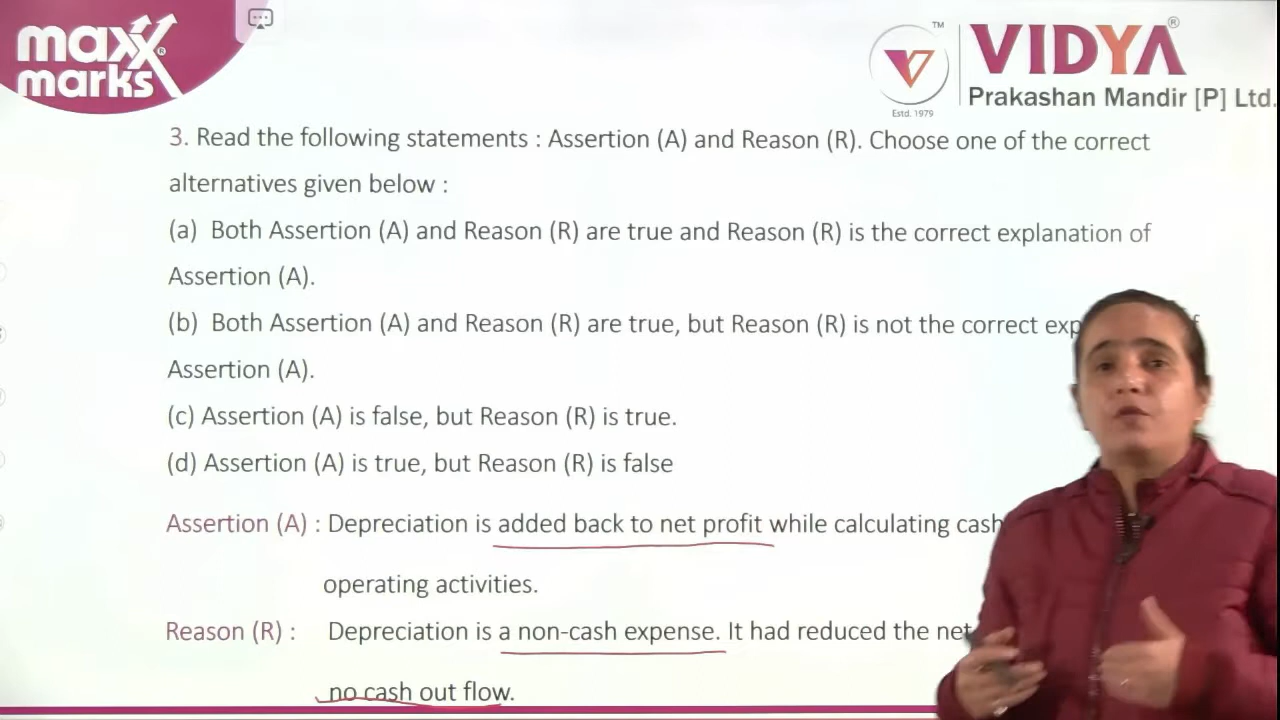 maxx
marks
TM
VIDYA
Prakashan Mandir [P] Ltd.
Estd. 1979
3. Read the following statements : Assertion (A) and Reason (R). Choose one of the correct
alternatives given below :
(a) Both Assertion (A) and Reason (R) are true and Reason (R) is the correct explanation of
Assertion (A).
(b) Both Assertion (A) and Reason (R) are true, but Reason (R) is not the correct
Assertion (A).
(c) Assertion (A) is false, but Reason (R) is true.
(d) Assertion (A) is true, but Reason (R) is false
Assertion (A) : Depreciation is added back to net profit while calculating cash
operating activities.
Reason (R) : Depreciation is a non-cash expense. It had reduced the net
no cash out flow.